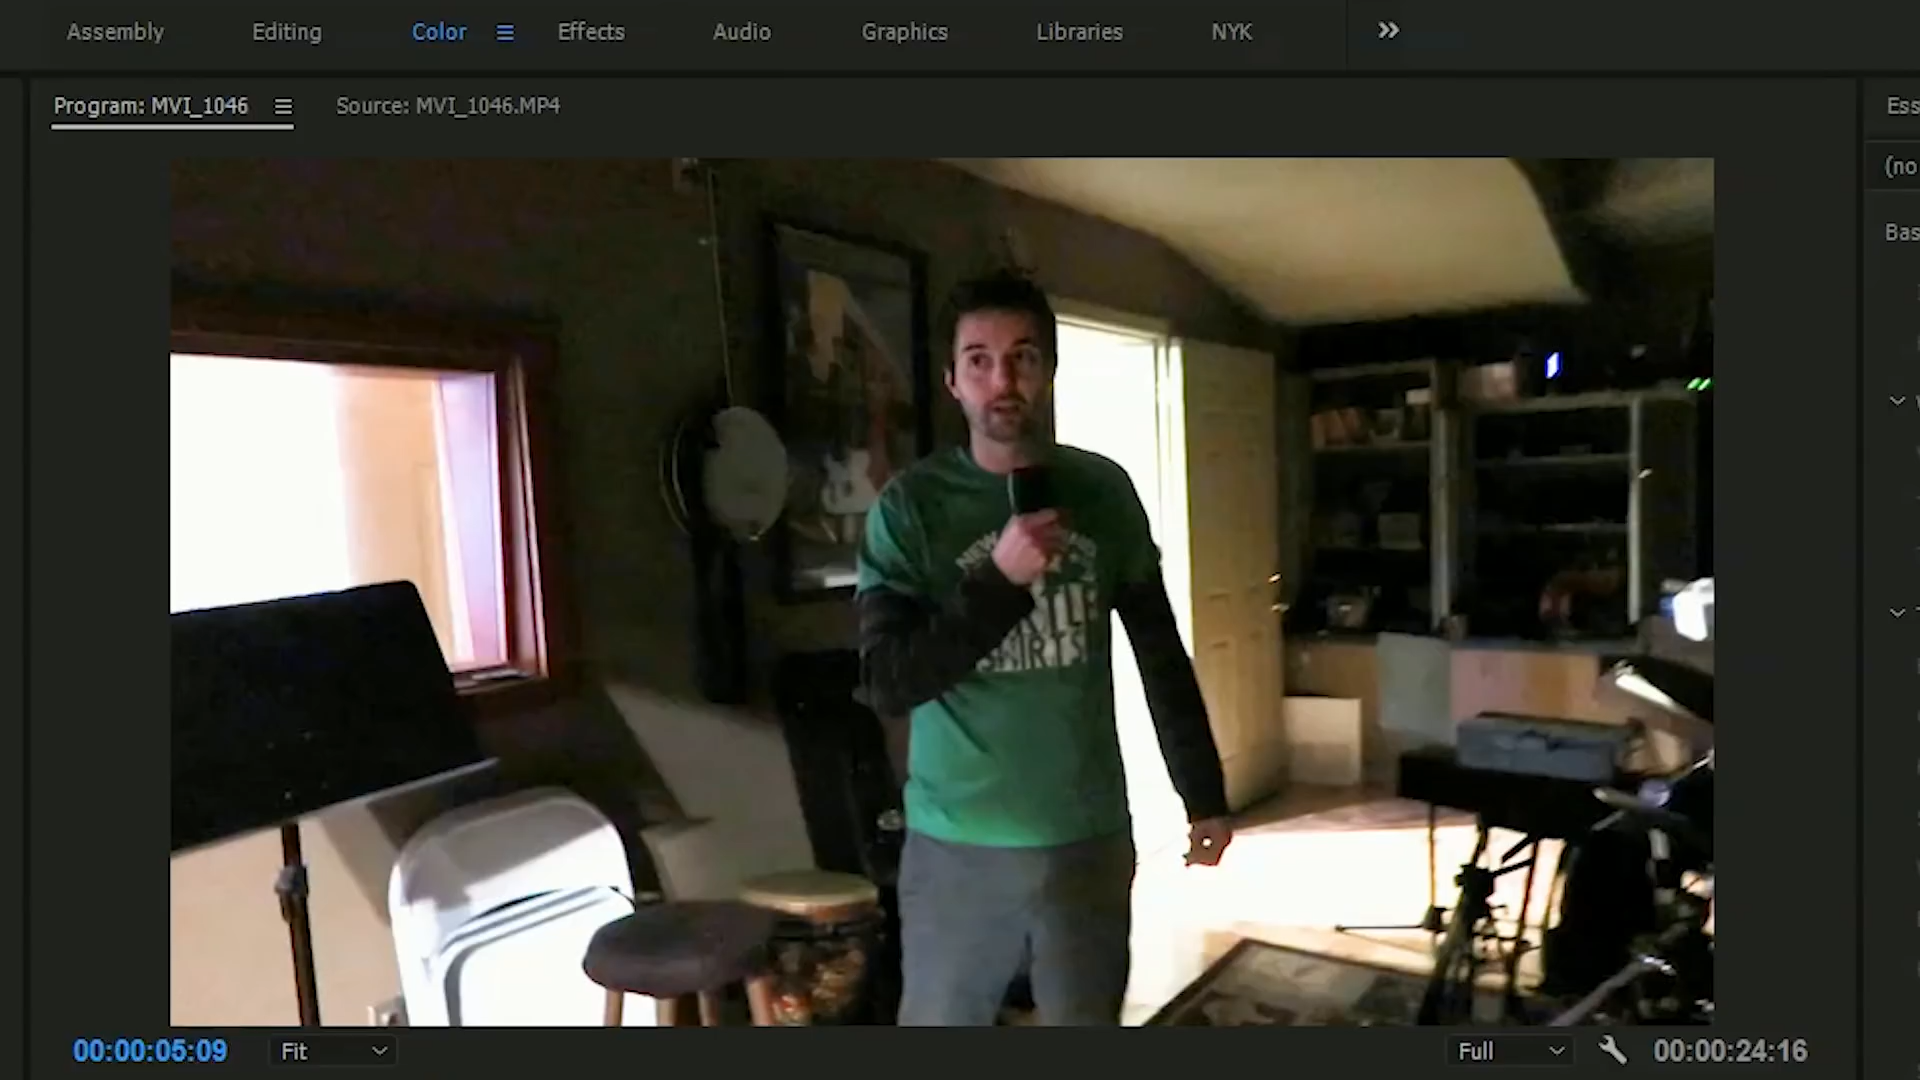 Assembly Editing Color Effects Audio Graphics Libraries NYK
Program: MVI_1046 Source: MVI_1046.MP4
Ess
(no
Bas
SHIRTS
00:00:05:09 Fit Full 00:00:24:16